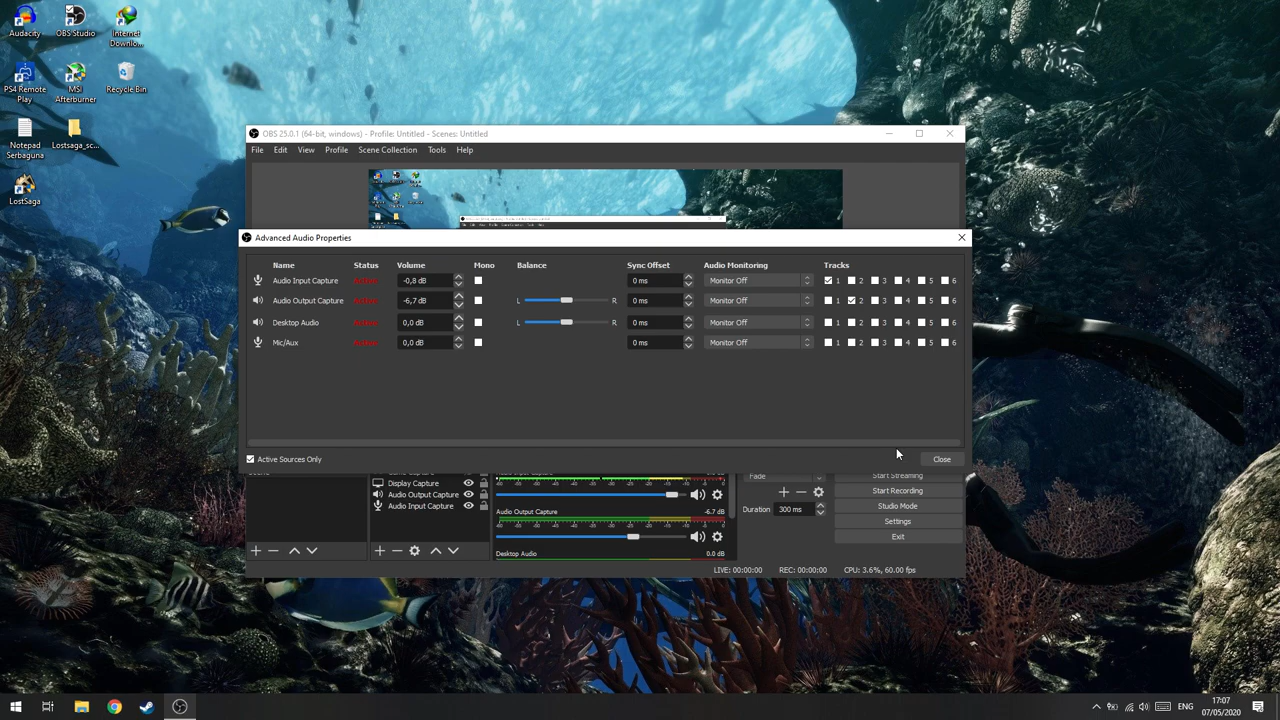 Audacity
OBS Studio
Internet Downlo...
PS4 Remote Play
MSI Afterburner
Recycle Bin
Notepad Serbaguna
Lostsaga_sc...
LostSaga
OBS 25.0.1 (64-bit, windows) - Profile: Untitled - Scenes: Untitled
File Edit View Profile Scene Collection Tools Help
Advanced Audio Properties
Name Status Volume Mono Balance Sync Offset Audio Monitoring Tracks
Audio Input Capture Active -0,8 dB 0 ms Monitor Off 1 2 3 4 5 6
Audio Output Capture Active -6,7 dB L R 0 ms Monitor Off 1 2 3 4 5 6
Desktop Audio Active 0,0 dB L R 0 ms Monitor Off 1 2 3 4 5 6
Mic/Aux Active 0,0 dB 0 ms Monitor Off 1 2 3 4 5 6
Active Sources Only
Close
Display Capture
Audio Output Capture
Audio Input Capture
Audio Output Capture -6.7 dB
Desktop Audio 0.0 dB
Fade
Duration 300 ms
Start Streaming
Start Recording
Studio Mode
Settings
Exit
LIVE: 00:00:00 REC: 00:00:00 CPU: 3.6%, 60.00 fps
ENG
17:07
07/05/2020